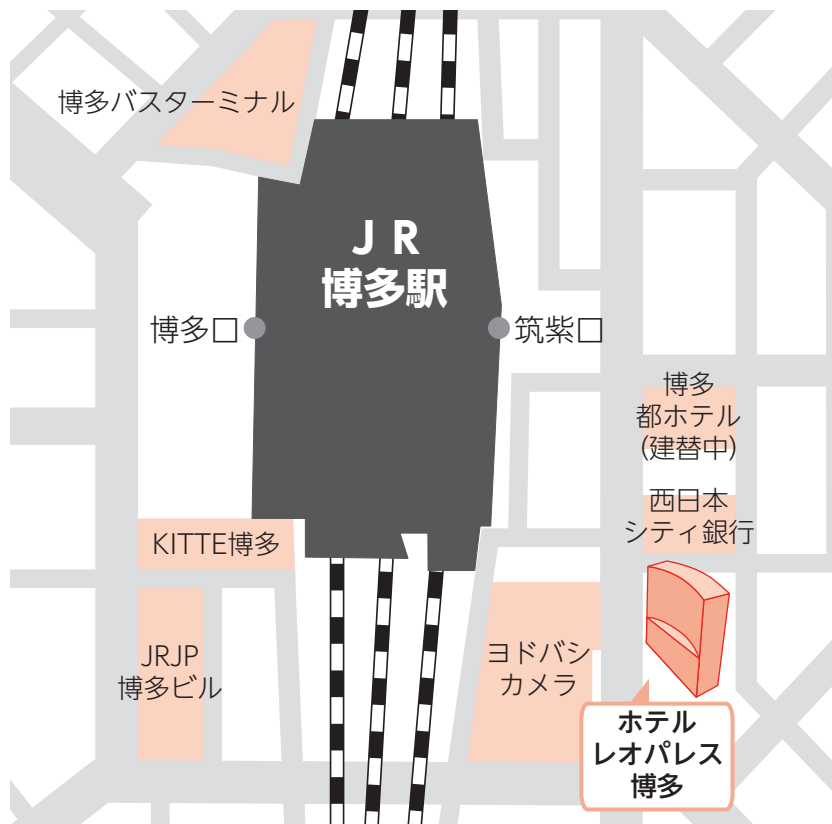 博多バスターミナル
ＪＲ
博多駅
博多口
筑紫口
博多
都ホテル
(建替中)
西日本
シティ銀行
KITTE博多
JRJP
博多ビル
ヨドバシ
カメラ
ホテル
レオパレス
博多